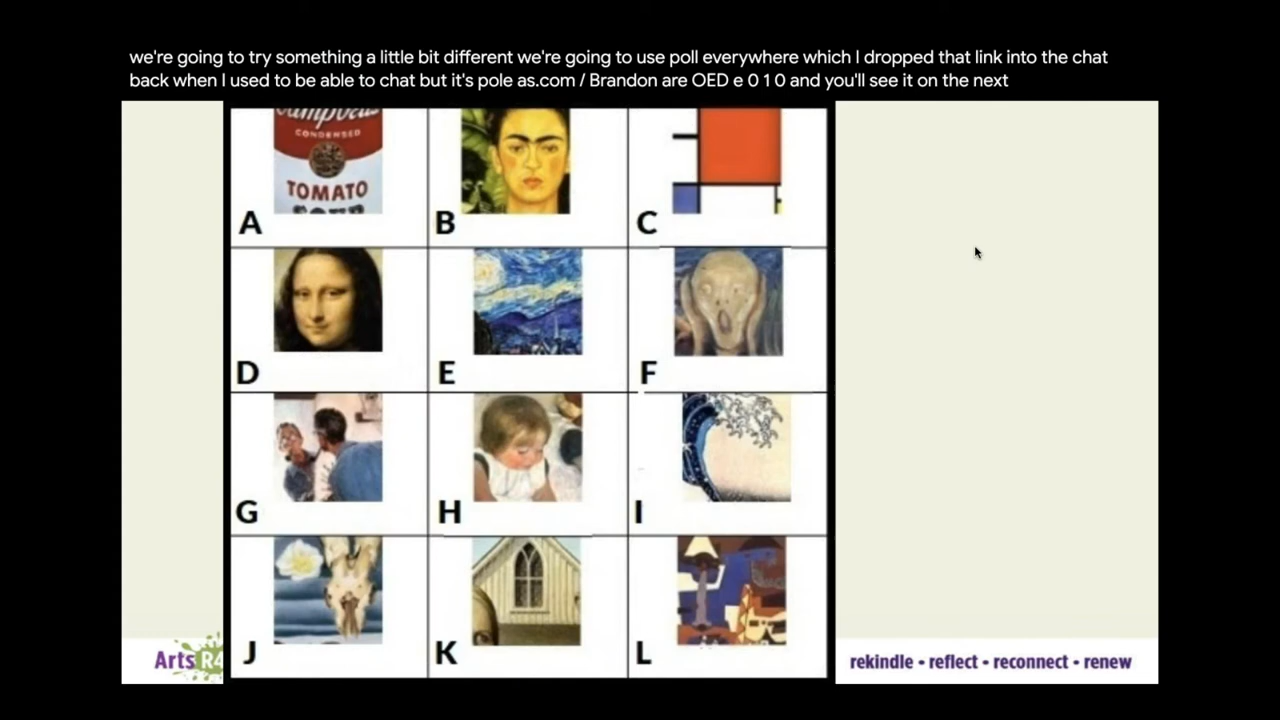 we're going to try something a little bit different we're going to use poll everywhere which I dropped that link into the chat
back when I used to be able to chat but it's pole as.com / Brandon are OED e 0 1 0 and you'll see it on the next
Campbell's
CONDENSED
TOMATO
SOUP
A
B
C
D
E
F
G
H
I
J
K
L
Arts R4
rekindle • reflect • reconnect • renew